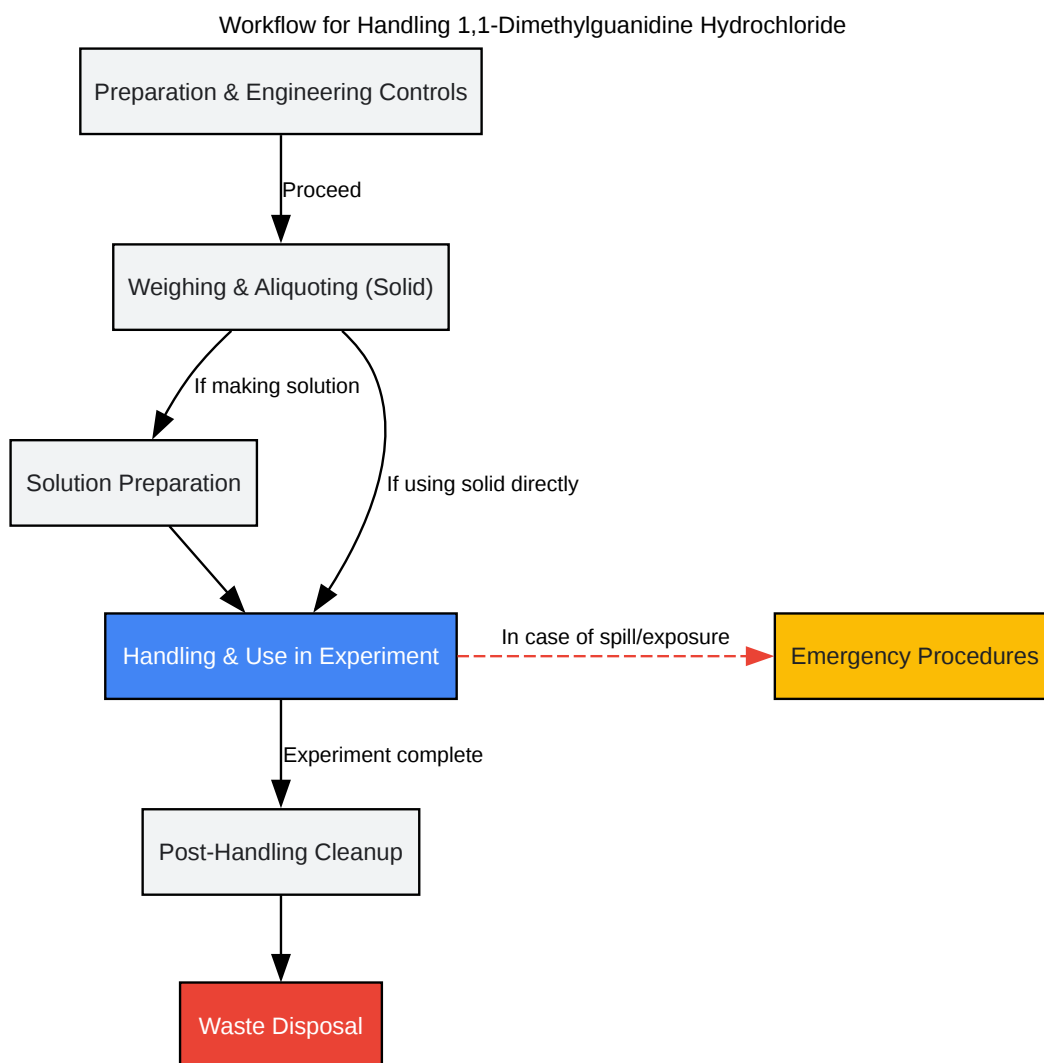 Workflow for Handling 1,1-Dimethylguanidine Hydrochloride
Preparation & Engineering Controls
Proceed
Weighing & Aliquoting (Solid)
If making solution
Solution Preparation
If using solid directly
Handling & Use in Experiment
In case of spill/exposure
Emergency Procedures
Experiment complete
Post-Handling Cleanup
Waste Disposal